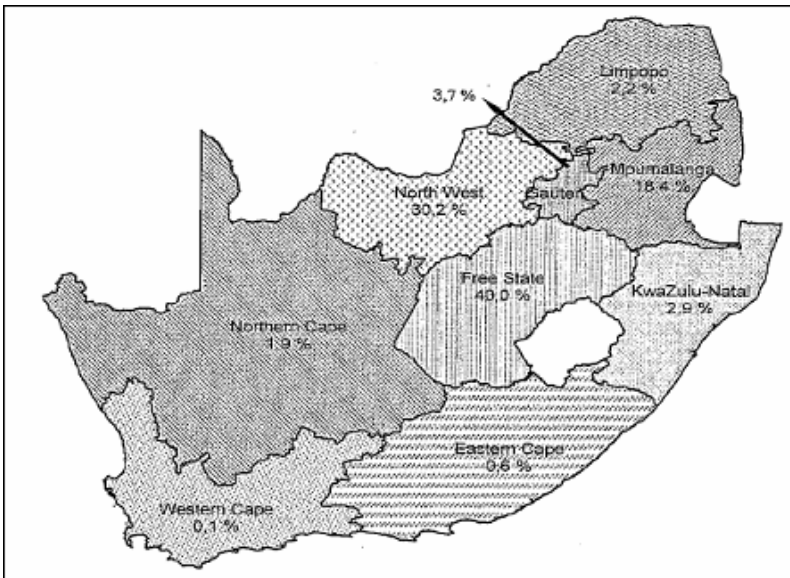 Limpopo
2,2 %
3,7 %
Mpumalanga
18,4 %
North West
30,2 %
Gauten
Free State
40,0 %
KwaZulu-Natal
2,9 %
Northern Cape
1,9 %
Eastern Cape
0,6 %
Western Cape
0,1 %